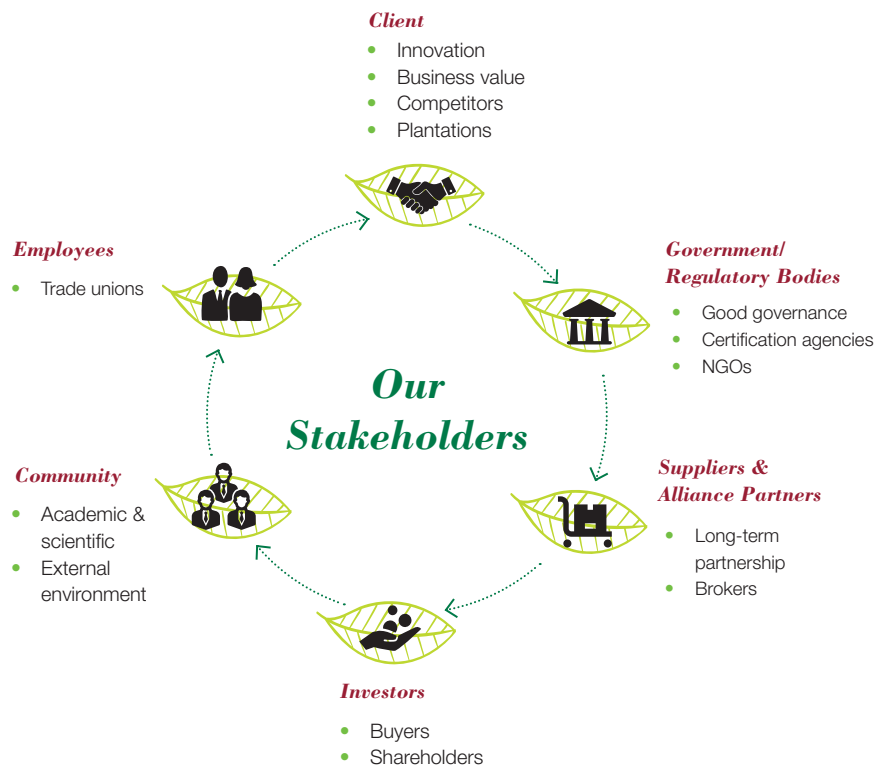 Client
• Innovation
• Business value
• Competitors
• Plantations
Government/
Regulatory Bodies
• Good governance
• Certification agencies
• NGOs
Suppliers &
Alliance Partners
• Long-term
partnership
• Brokers
Investors
• Buyers
• Shareholders
Community
• Academic &
scientific
• External
environment
Employees
• Trade unions
Our
Stakeholders